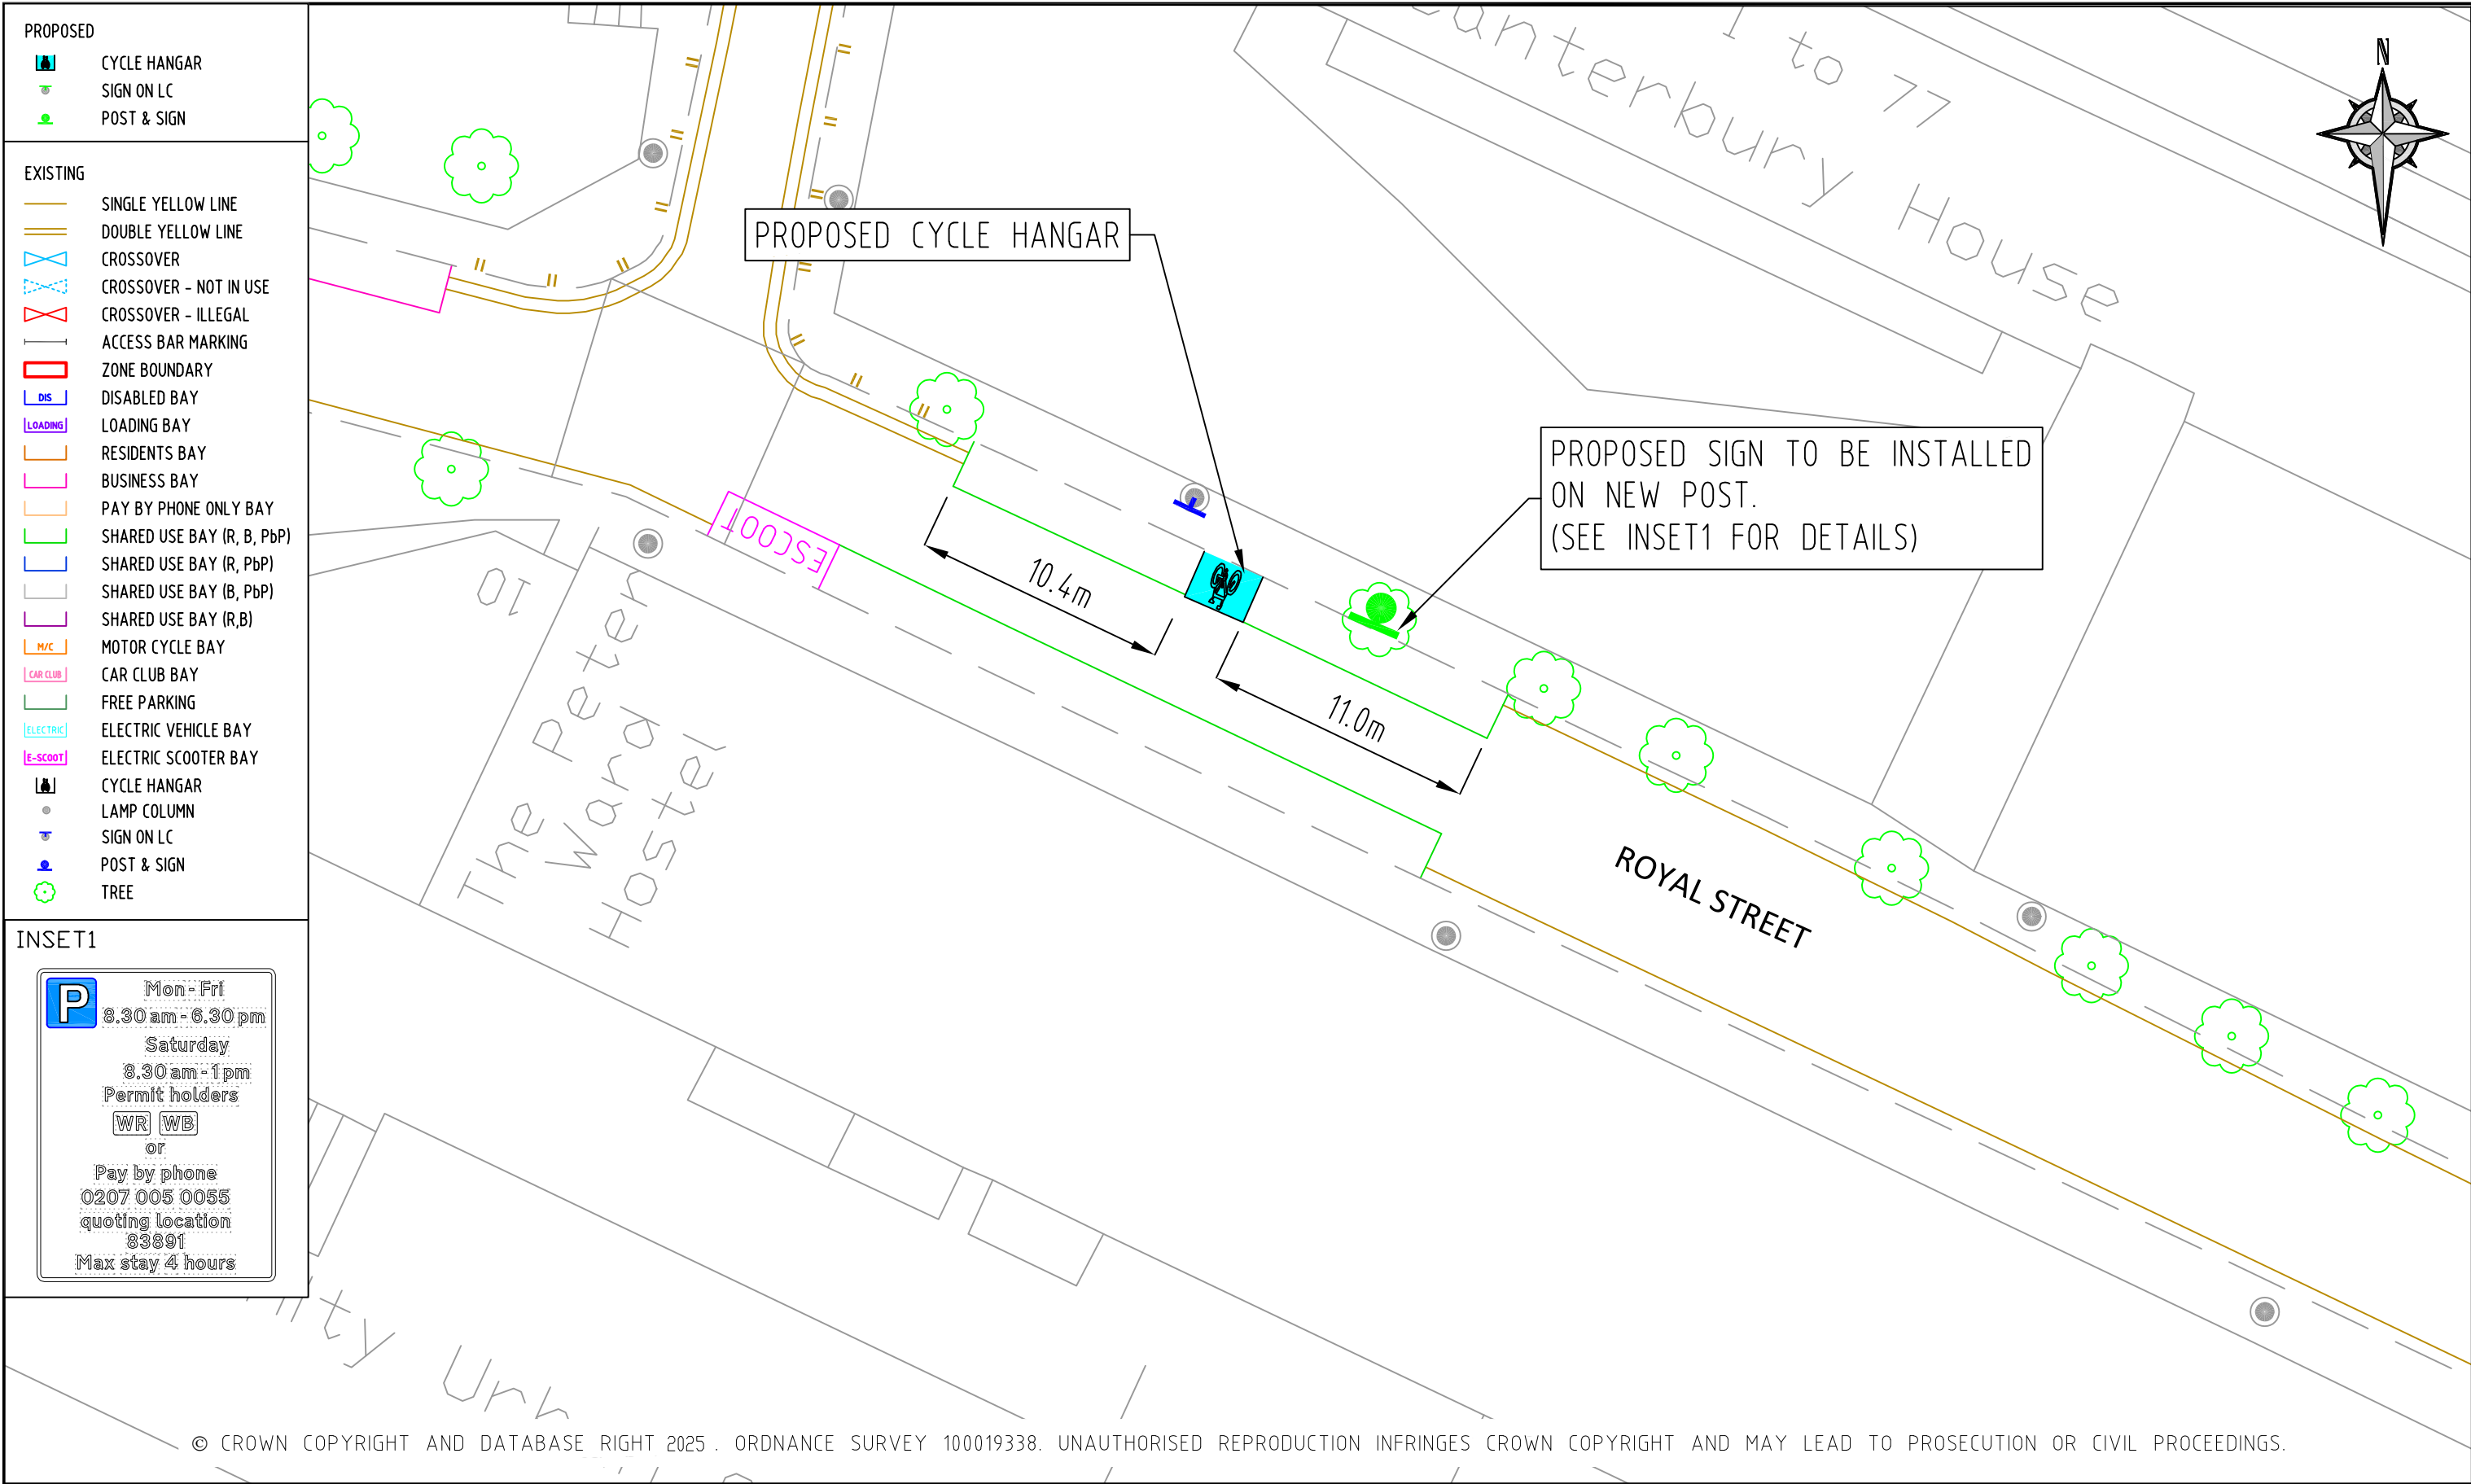 PROPOSED
CYCLE HANGAR
SIGN ON LC
POST & SIGN
EXISTING
SINGLE YELLOW LINE
DOUBLE YELLOW LINE
CROSSOVER
CROSSOVER - NOT IN USE
CROSSOVER - ILLEGAL
ACCESS BAR MARKING
ZONE BOUNDARY
DIS DISABLED BAY
LOADING LOADING BAY
RESIDENTS BAY
BUSINESS BAY
PAY BY PHONE ONLY BAY
SHARED USE BAY (R, B, PbP)
SHARED USE BAY (R, PbP)
SHARED USE BAY (B, PbP)
SHARED USE BAY (R,B)
M/C MOTOR CYCLE BAY
CAR CLUB CAR CLUB BAY
FREE PARKING
ELECTRIC ELECTRIC VEHICLE BAY
E-SCOOT ELECTRIC SCOOTER BAY
CYCLE HANGAR
LAMP COLUMN
SIGN ON LC
POST & SIGN
TREE
INSET1
P Mon - Fri
8.30 am - 6.30 pm
Saturday
8.30 am - 1 pm
Permit holders
WR WB
or
Pay by phone
0207 005 0055
quoting location
83891
Max stay 4 hours
N
1 to 77
anterbury House
PROPOSED CYCLE HANGAR
PROPOSED SIGN TO BE INSTALLED
ON NEW POST.
(SEE INSET1 FOR DETAILS)
ESCOOT
10.4m
11.0m
10
The Peter
Ward
Hostel
ROYAL STREET
ity Urb
© CROWN COPYRIGHT AND DATABASE RIGHT 2025 . ORDNANCE SURVEY 100019338. UNAUTHORISED REPRODUCTION INFRINGES CROWN COPYRIGHT AND MAY LEAD TO PROSECUTION OR CIVIL PROCEEDINGS.